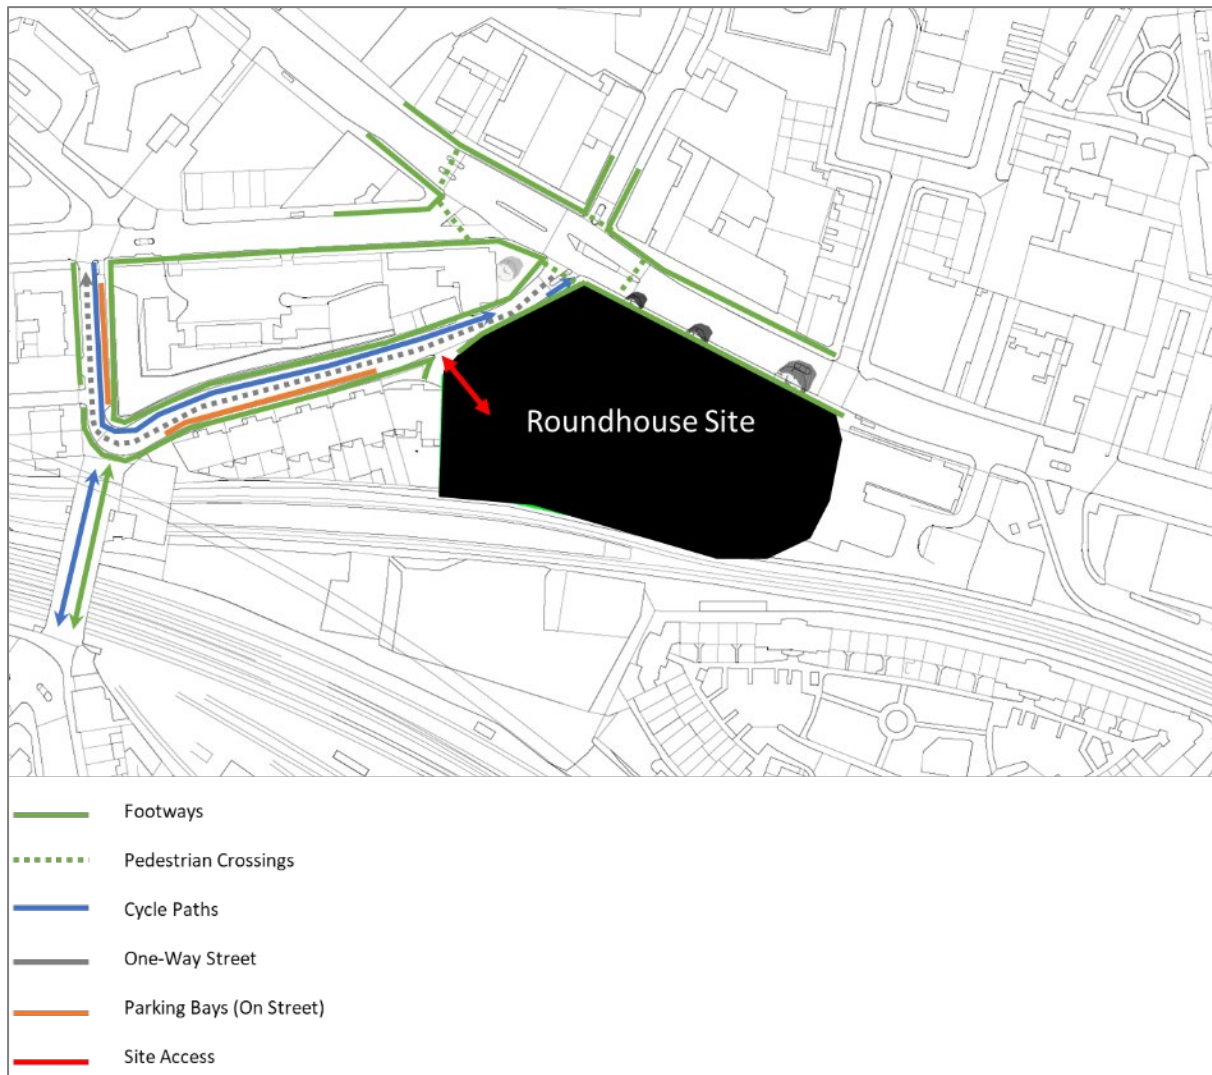 Roundhouse Site
Footways
Pedestrian Crossings
Cycle Paths
One-Way Street
Parking Bays (On Street)
Site Access